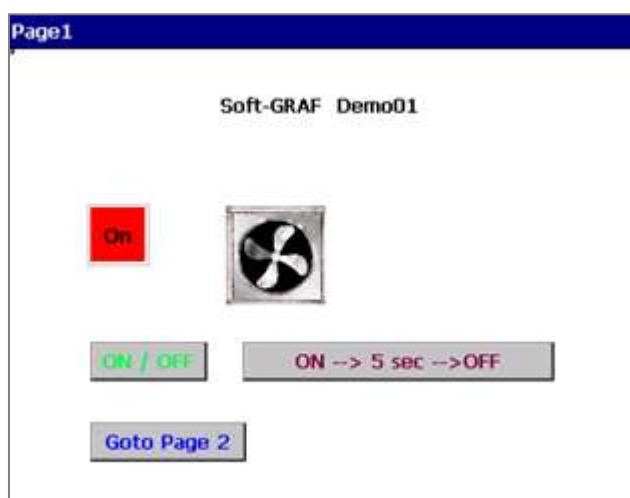 Page1
Soft-GRAF Demo01
On
ON / OFF
ON --> 5 sec -->OFF
Goto Page 2